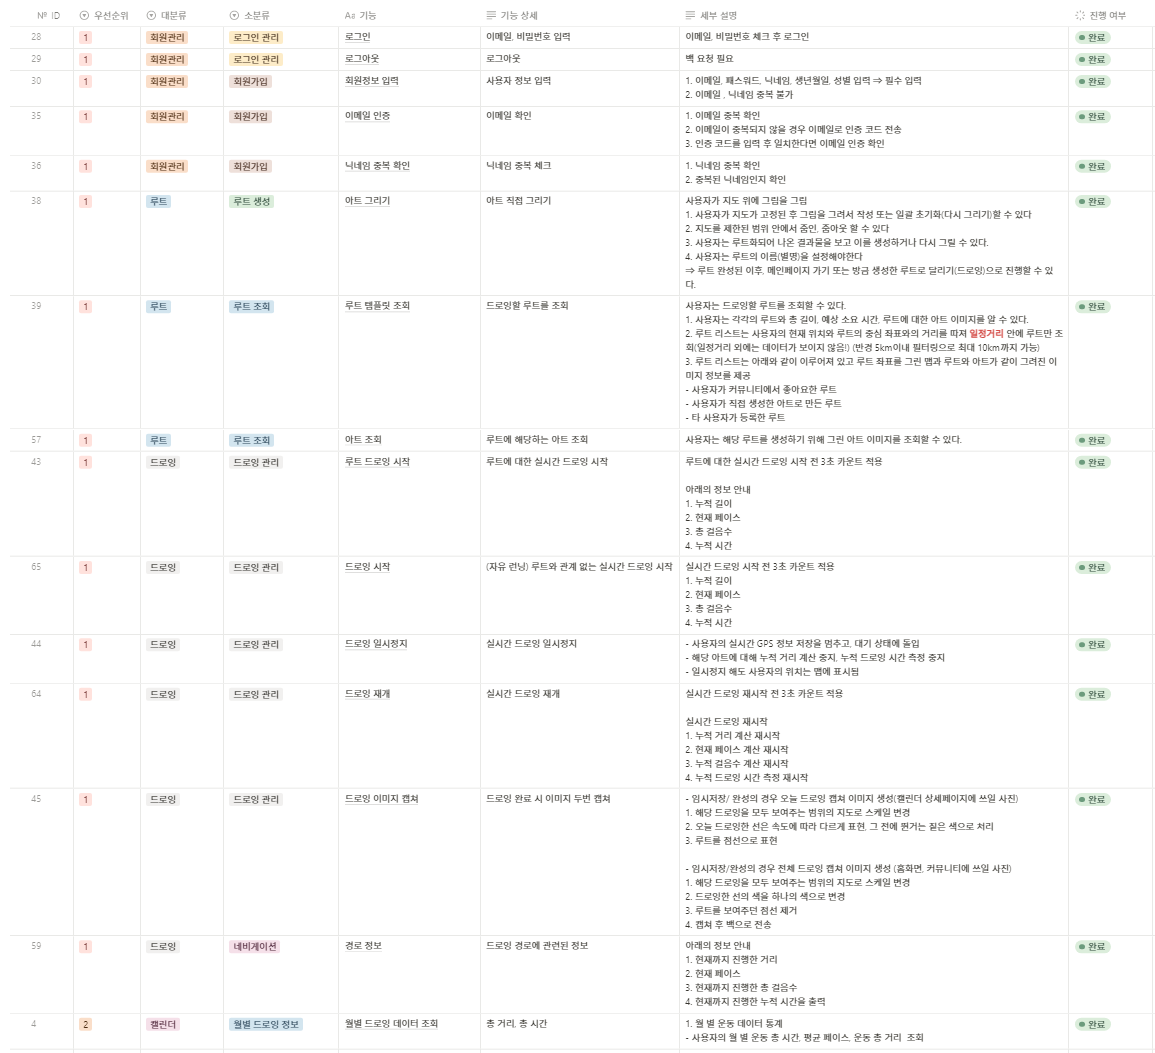 Nº ID 우선순위 대분류 소분류 Aa 기능 기능 상세 세부 설명 진행 여부
28 1 회원관리 로그인 관리 로그인 이메일, 비밀번호 입력 이메일, 비밀번호 체크 후 로그인 완료
29 1 회원관리 로그인 관리 로그아웃 로그아웃 백 요청 필요 완료
30 1 회원관리 회원가입 회원정보 입력 사용자 정보 입력 1. 이메일, 패스워드, 닉네임, 생년월일, 성별 입력 ⇒ 필수 입력 완료
2. 이메일 , 닉네임 중복 불가
35 1 회원관리 회원가입 이메일 인증 이메일 확인 1. 이메일 중복 확인 완료
2. 이메일이 중복되지 않을 경우 이메일로 인증 코드 전송
3. 인증 코드를 입력 후 일치한다면 이메일 인증 확인
36 1 회원관리 회원가입 닉네임 중복 확인 닉네임 중복 체크 1. 닉네임 중복 확인 완료
2. 중복된 닉네임인지 확인
38 1 루트 루트 생성 아트 그리기 아트 직접 그리기 사용자가 지도 위에 그림을 그림 완료
1. 사용자가 지도가 고정된 후 그림을 그려서 작성 또는 일괄 초기화(다시 그리기)할 수 있다
2. 지도를 제한된 범위 안에서 줌인, 줌아웃 할 수 있다
3. 사용자는 루트화되어 나온 결과물을 보고 이를 생성하거나 다시 그릴 수 있다.
4. 사용자는 루트의 이름(별명)을 설정해야한다
⇒ 루트 완성된 이후, 메인페이지 가기 또는 방금 생성한 루트로 달리기(드로잉)으로 진행할 수 있
다.
39 1 루트 루트 조회 루트 템플릿 조회 드로잉할 루트를 조회 사용자는 드로잉할 루트를 조회할 수 있다. 완료
1. 사용자는 각각의 루트와 총 길이, 예상 소요 시간, 루트에 대한 아트 이미지를 알 수 있다.
2. 루트 리스트는 사용자의 현재 위치와 루트의 중심 좌표와의 거리를 따져 일정거리 안에 루트만 조
회(일정거리 외에는 데이터가 보이지 않음!) (반경 5km이내 필터링으로 최대 10km까지 가능)
3. 루트 리스트는 아래와 같이 이루어져 있고 루트 좌표를 그린 맵과 루트와 아트가 같이 그려진 이
미지 정보를 제공
- 사용자가 커뮤니티에서 좋아요한 루트
- 사용자가 직접 생성한 아트로 만든 루트
- 타 사용자가 등록한 루트
57 1 루트 루트 조회 아트 조회 루트에 해당하는 아트 조회 사용자는 해당 루트를 생성하기 위해 그린 아트 이미지를 조회할 수 있다. 완료
43 1 드로잉 드로잉 관리 루트 드로잉 시작 루트에 대한 실시간 드로잉 시작 루트에 대한 실시간 드로잉 시작 전 3초 카운트 적용 완료
아래의 정보 안내
1. 누적 길이
2. 현재 페이스
3. 총 걸음수
4. 누적 시간
65 1 드로잉 드로잉 관리 드로잉 시작 (자유 런닝) 루트와 관계 없는 실시간 드로잉 시작 실시간 드로잉 시작 전 3초 카운트 적용 완료
1. 누적 길이
2. 현재 페이스
3. 총 걸음수
4. 누적 시간
44 1 드로잉 드로잉 관리 드로잉 일시정지 실시간 드로잉 일시정지 - 사용자의 실시간 GPS 정보 저장을 멈추고, 대기 상태에 돌입 완료
- 해당 아트에 대해 누적 거리 계산 중지, 누적 드로잉 시간 측정 중지
- 일시정지 해도 사용자의 위치는 맵에 표시됨
64 1 드로잉 드로잉 관리 드로잉 재개 실시간 드로잉 재개 실시간 드로잉 재시작 전 3초 카운트 적용 완료
실시간 드로잉 재시작
1. 누적 거리 계산 재시작
2. 현재 페이스 계산 재시작
3. 누적 걸음수 계산 재시작
4. 누적 드로잉 시간 측정 재시작
45 1 드로잉 드로잉 관리 드로잉 이미지 캡쳐 드로잉 완료 시 이미지 두번 캡쳐 - 임시저장/ 완성의 경우 오늘 드로잉 캡쳐 이미지 생성(캘린더 상세페이지에 쓰일 사진) 완료
1. 해당 드로잉을 모두 보여주는 범위의 지도로 스케일 변경
2. 오늘 드로잉한 선은 속도에 따라 다르게 표현, 그 전에 뛴거는 짙은 색으로 처리
3. 루트를 점선으로 표현
- 임시저장/완성의 경우 전체 드로잉 캡쳐 이미지 생성 (홈화면, 커뮤니티에 쓰일 사진)
1. 해당 드로잉을 모두 보여주는 범위의 지도로 스케일 변경
2. 드로잉한 선의 색을 하나의 색으로 변경
3. 루트를 보여주던 점선 제거
4. 캡쳐 후 백으로 전송
59 1 드로잉 네비게이션 경로 정보 드로잉 경로에 관련된 정보 아래의 정보 안내 완료
1. 현재까지 진행한 거리
2. 현재 페이스
3. 현재까지 진행한 총 걸음수
4. 현재까지 진행한 누적 시간을 출력
4 2 캘린더 월별 드로잉 정보 월별 드로잉 데이터 조회 총 거리, 총 시간 1. 월 별 운동 데이터 통계 완료
- 사용자의 월 별 운동 총 시간, 평균 페이스, 운동 총 거리 조회